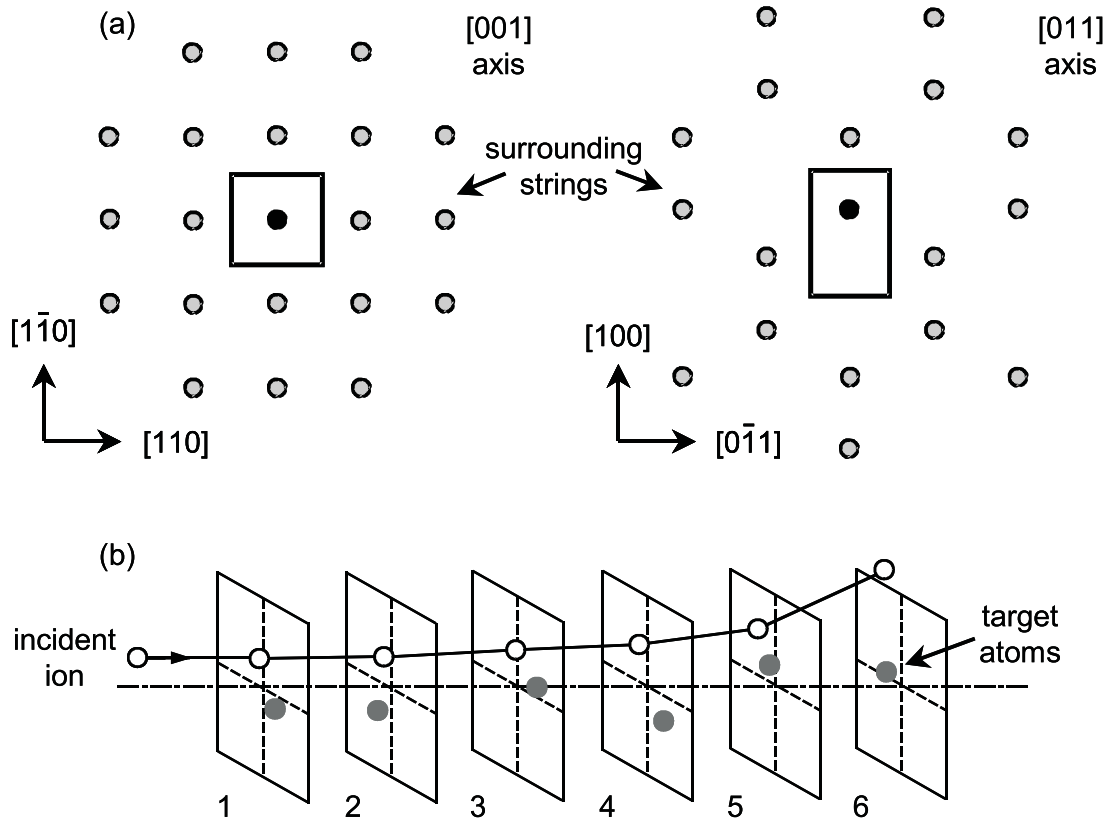 (a)
[001]
axis
[011]
axis
surrounding
strings
[11̄0]
[110]
[100]
[01̄1]
(b)
incident
ion
target
atoms
1 2 3 4 5 6